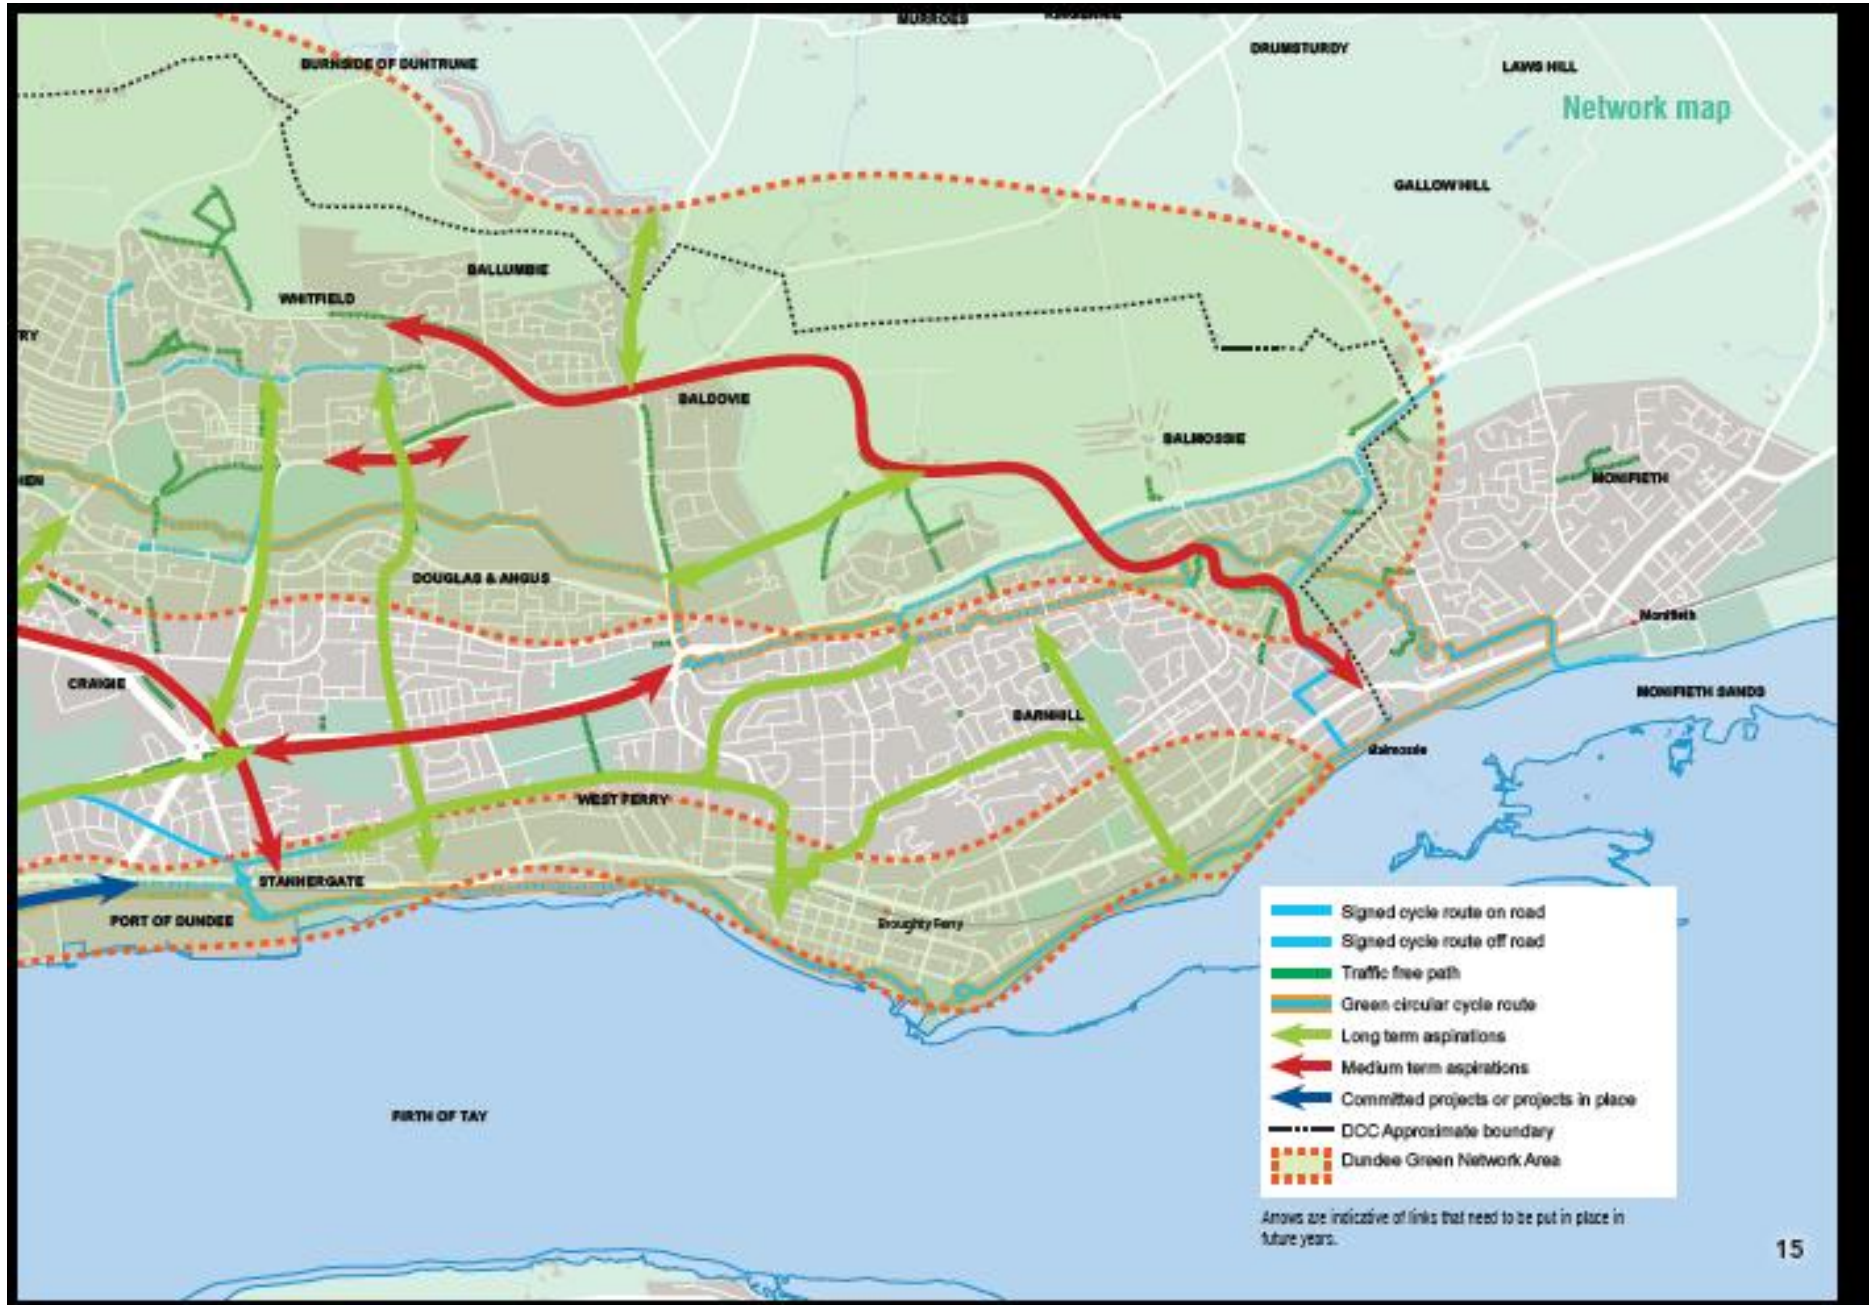 MURROES
DRUMSTURDY
BURNSIDE OF DUNTRUNE
LAWS HILL
Network map
GALLOW HILL
BALLUMBIE
WHITFIELD
RY
BALDOVIE
BALMOSSIE
HEN
MONIFIETH
DOUGLAS & ANGUS
Monifieth
CRAIGIE
MONIFIETH SANDS
BARNHILL
Balmossie
WEST FERRY
STANNERGATE
PORT OF DUNDEE
Broughty Ferry
Signed cycle route on road
Signed cycle route off road
Traffic free path
Green circular cycle route
Long term aspirations
Medium term aspirations
Committed projects or projects in place
DCC Approximate boundary
Dundee Green Network Area
FIRTH OF TAY
Arrows are indicative of links that need to be put in place in
future years.
15